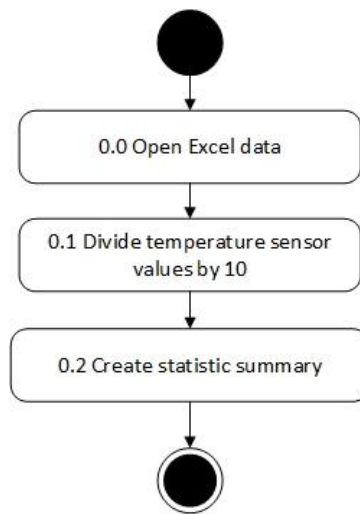 0.0 Open Excel data
0.1 Divide temperature sensor
values by 10
0.2 Create statistic summary